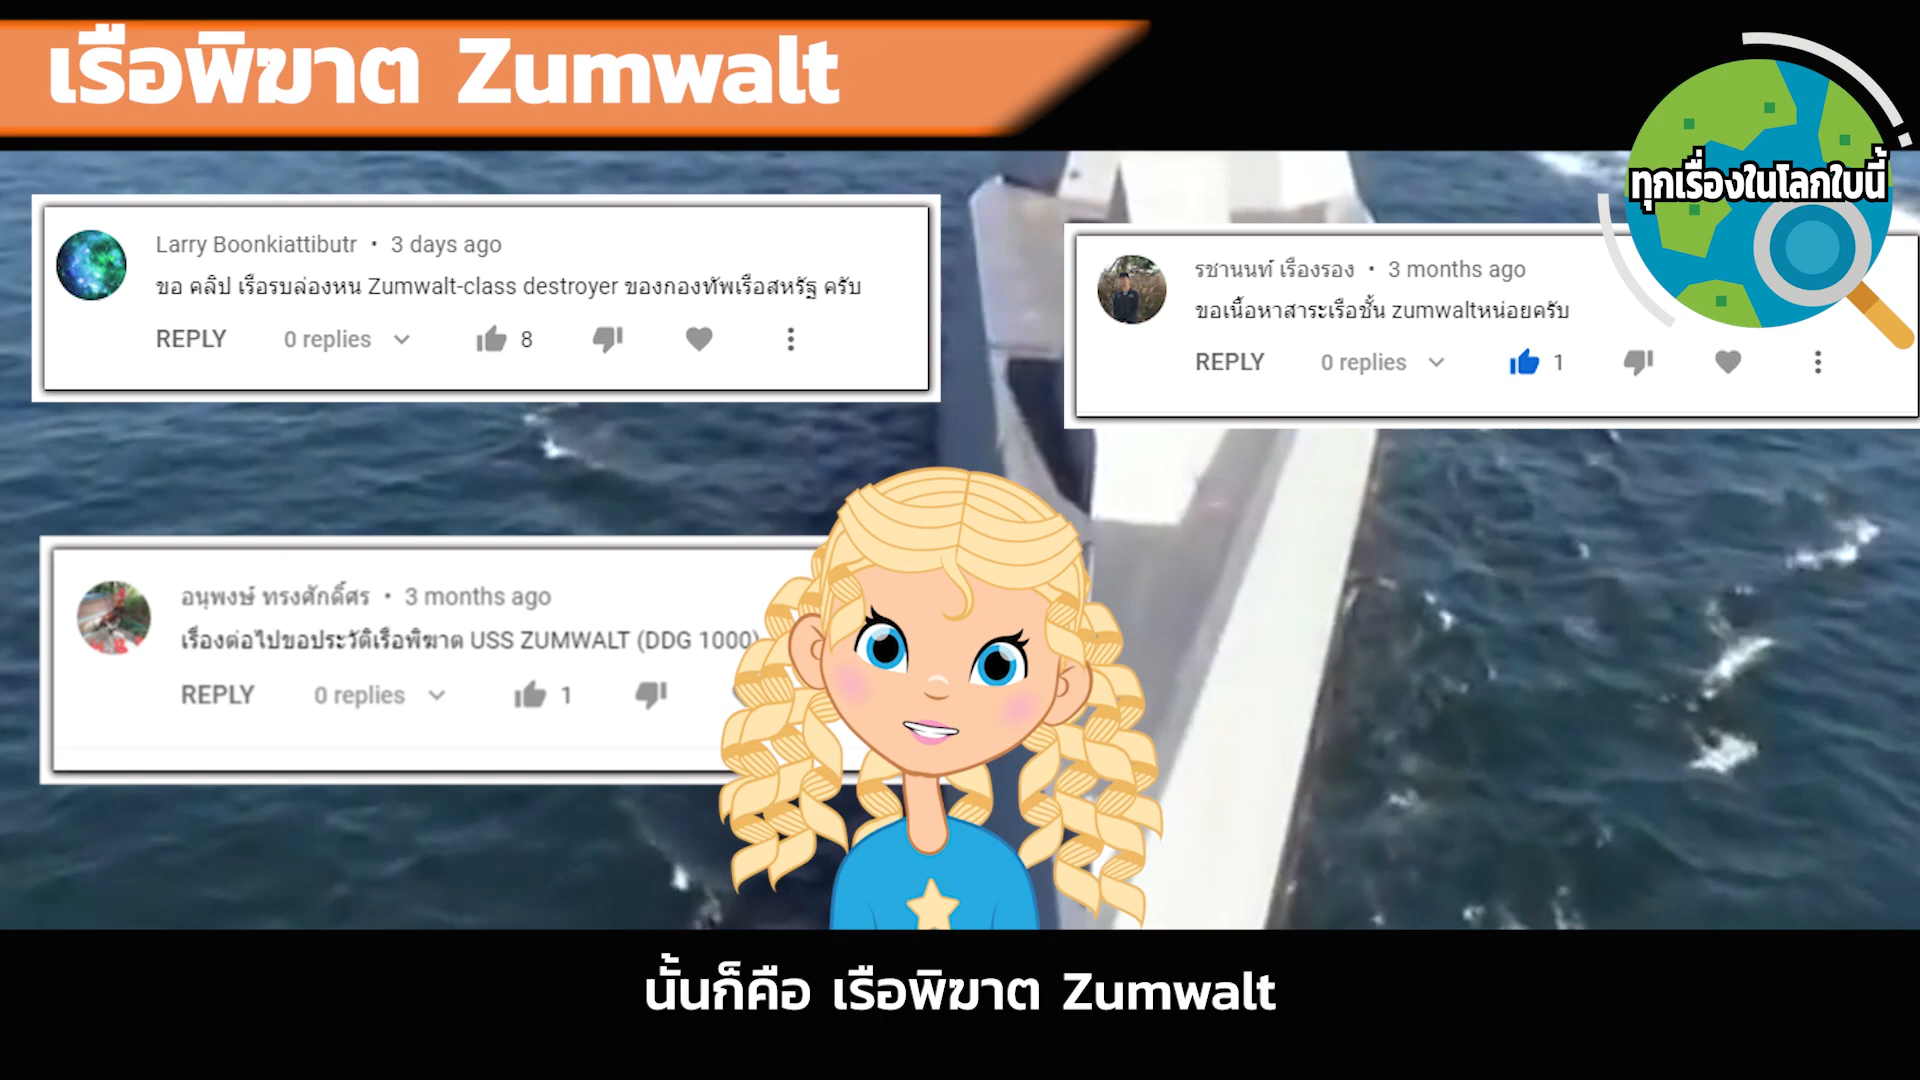 เรือพิฆาต Zumwalt
ทุกเรื่องในโลกใบนี้
Larry Boonkiattibutr • 3 days ago
ขอ คลิป เรือรบล่องหน Zumwalt-class destroyer ของกองทัพเรือสหรัฐ ครับ
REPLY 0 replies 8
รชานนท์ เรืองรอง • 3 months ago
ขอเนื้อหาสาระเรือชั้น zumwaltหน่อยครับ
REPLY 0 replies 1
อนุพงษ์ ทรงศักดิ์ศร • 3 months ago
เรื่องต่อไปขอประวัติเรือพิฆาต USS ZUMWALT (DDG 1000)
REPLY 0 replies 1
นั้นก็คือ เรือพิฆาต Zumwalt